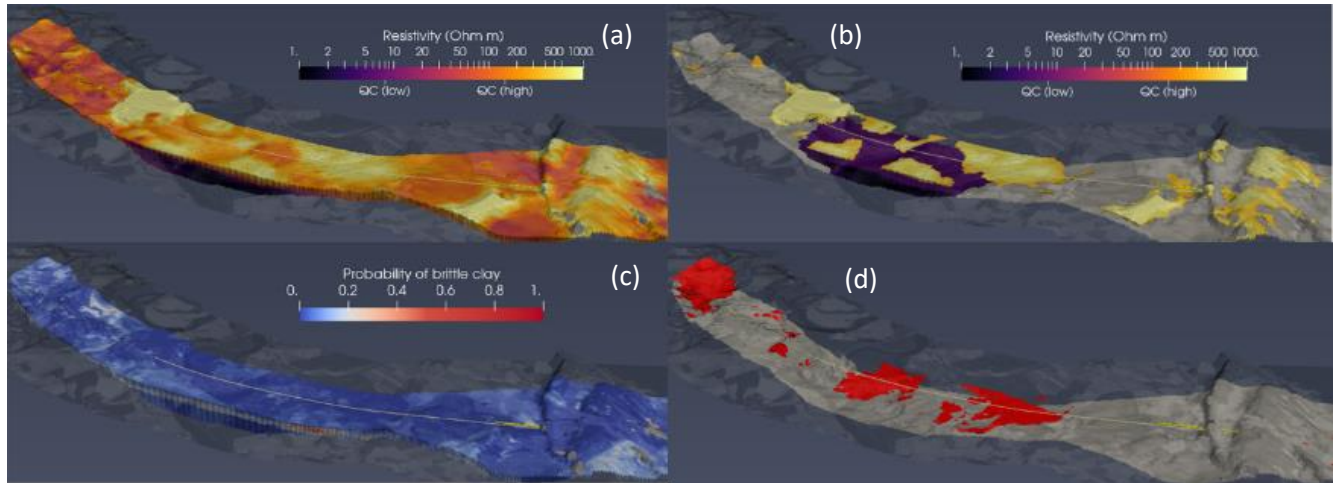 (a)
Resistivity (Ohm m)
1. 2 5 10 20 50 100 200 500 1000.
QC (low) QC (high)
(b)
Resistivity (Ohm m)
1. 2 5 10 20 50 100 200 500 1000.
QC (low) QC (high)
(c)
Probability of brittle clay
0. 0.2 0.4 0.6 0.8 1.
(d)